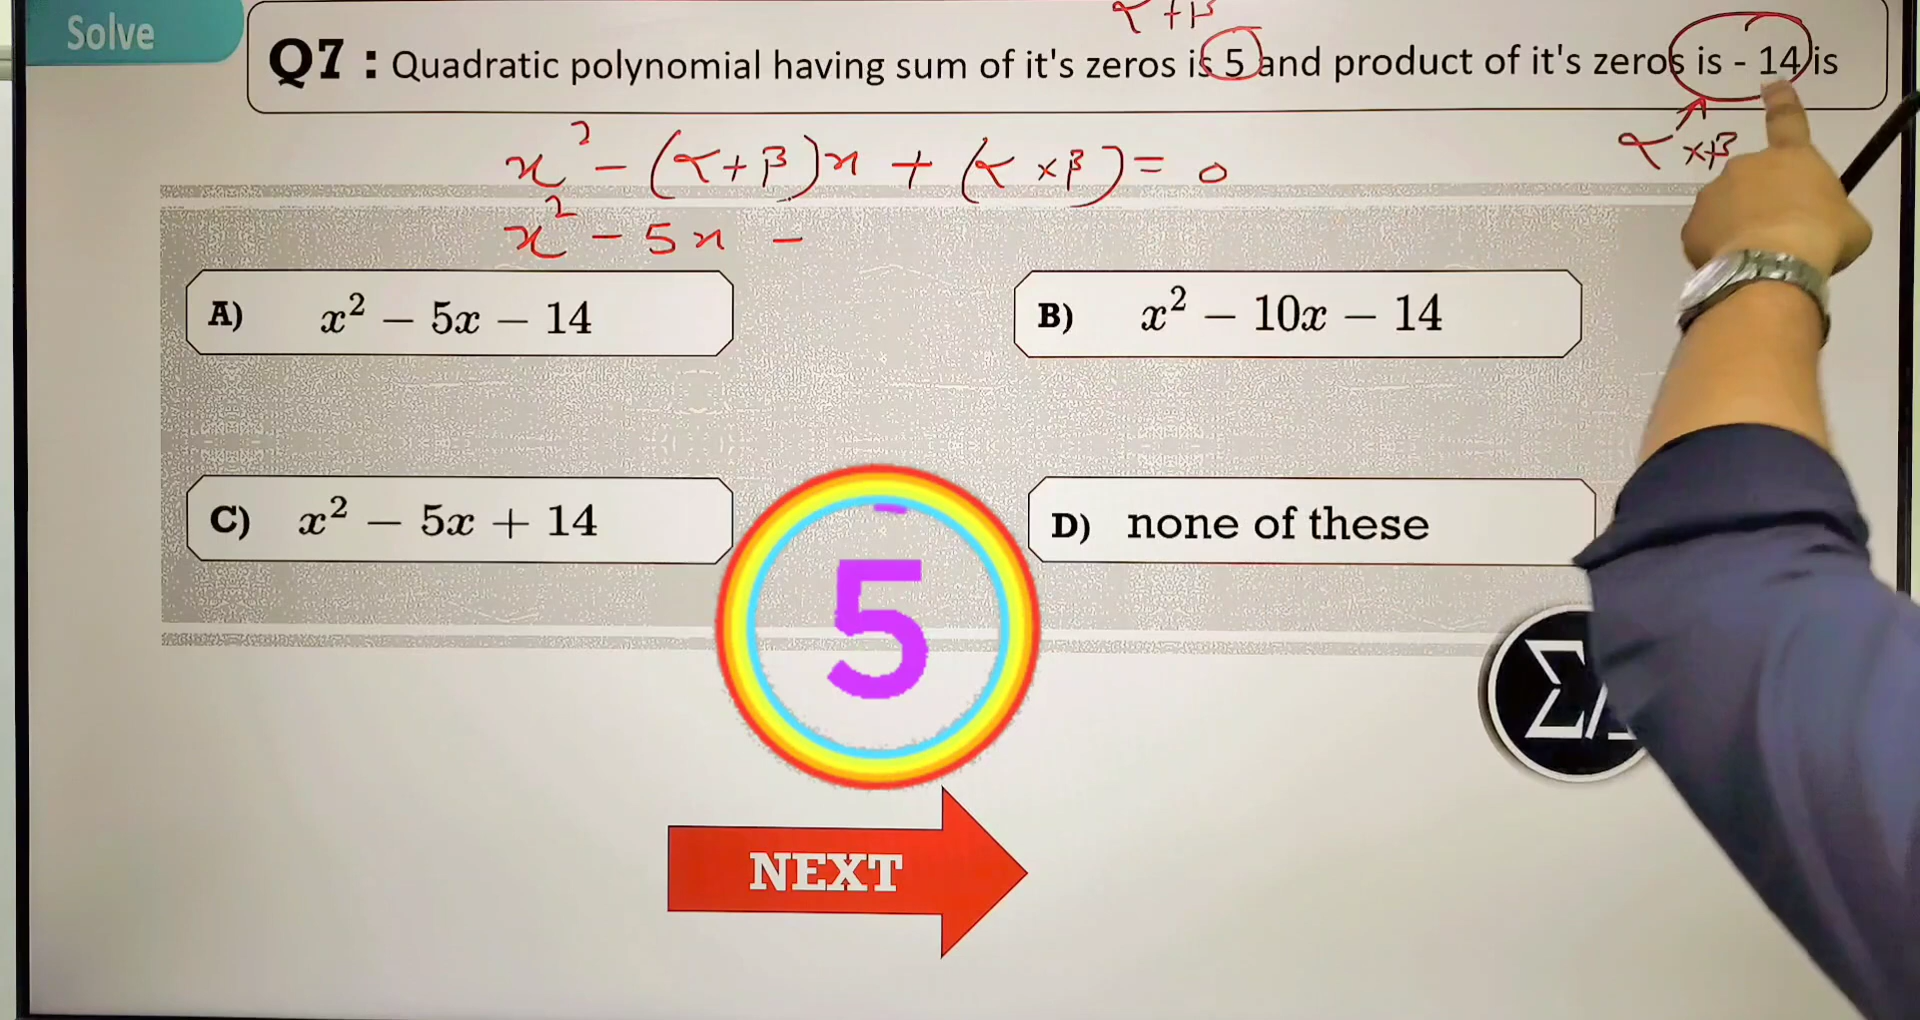 Solve
α+β
Q7 : Quadratic polynomial having sum of it's zeros is 5 and product of it's zeros is - 14 is
α×β
x² − (α+β)x + (α×β) = 0
x² − 5x −
A) x² − 5x − 14
B) x² − 10x − 14
C) x² − 5x + 14
D) none of these
5
Σ
NEXT